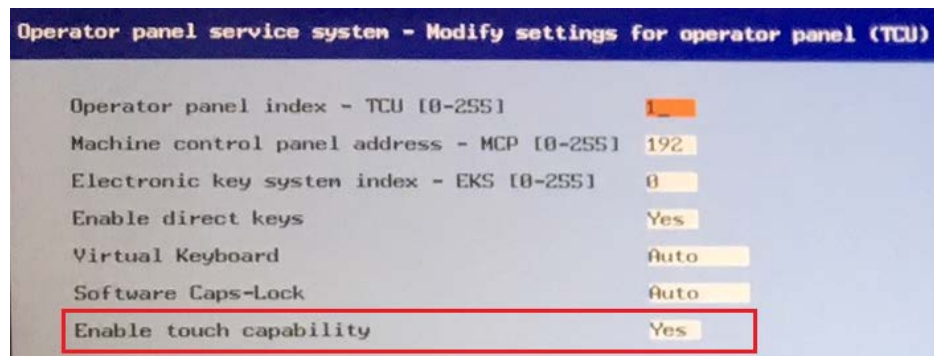 Operator panel service system - Modify settings for operator panel (TCU)
Operator panel index - TCU [0-255] 1_
Machine control panel address - MCP [0-255] 192
Electronic key system index - EKS [0-255] 0
Enable direct keys Yes
Virtual Keyboard Auto
Software Caps-Lock Auto
Enable touch capability Yes